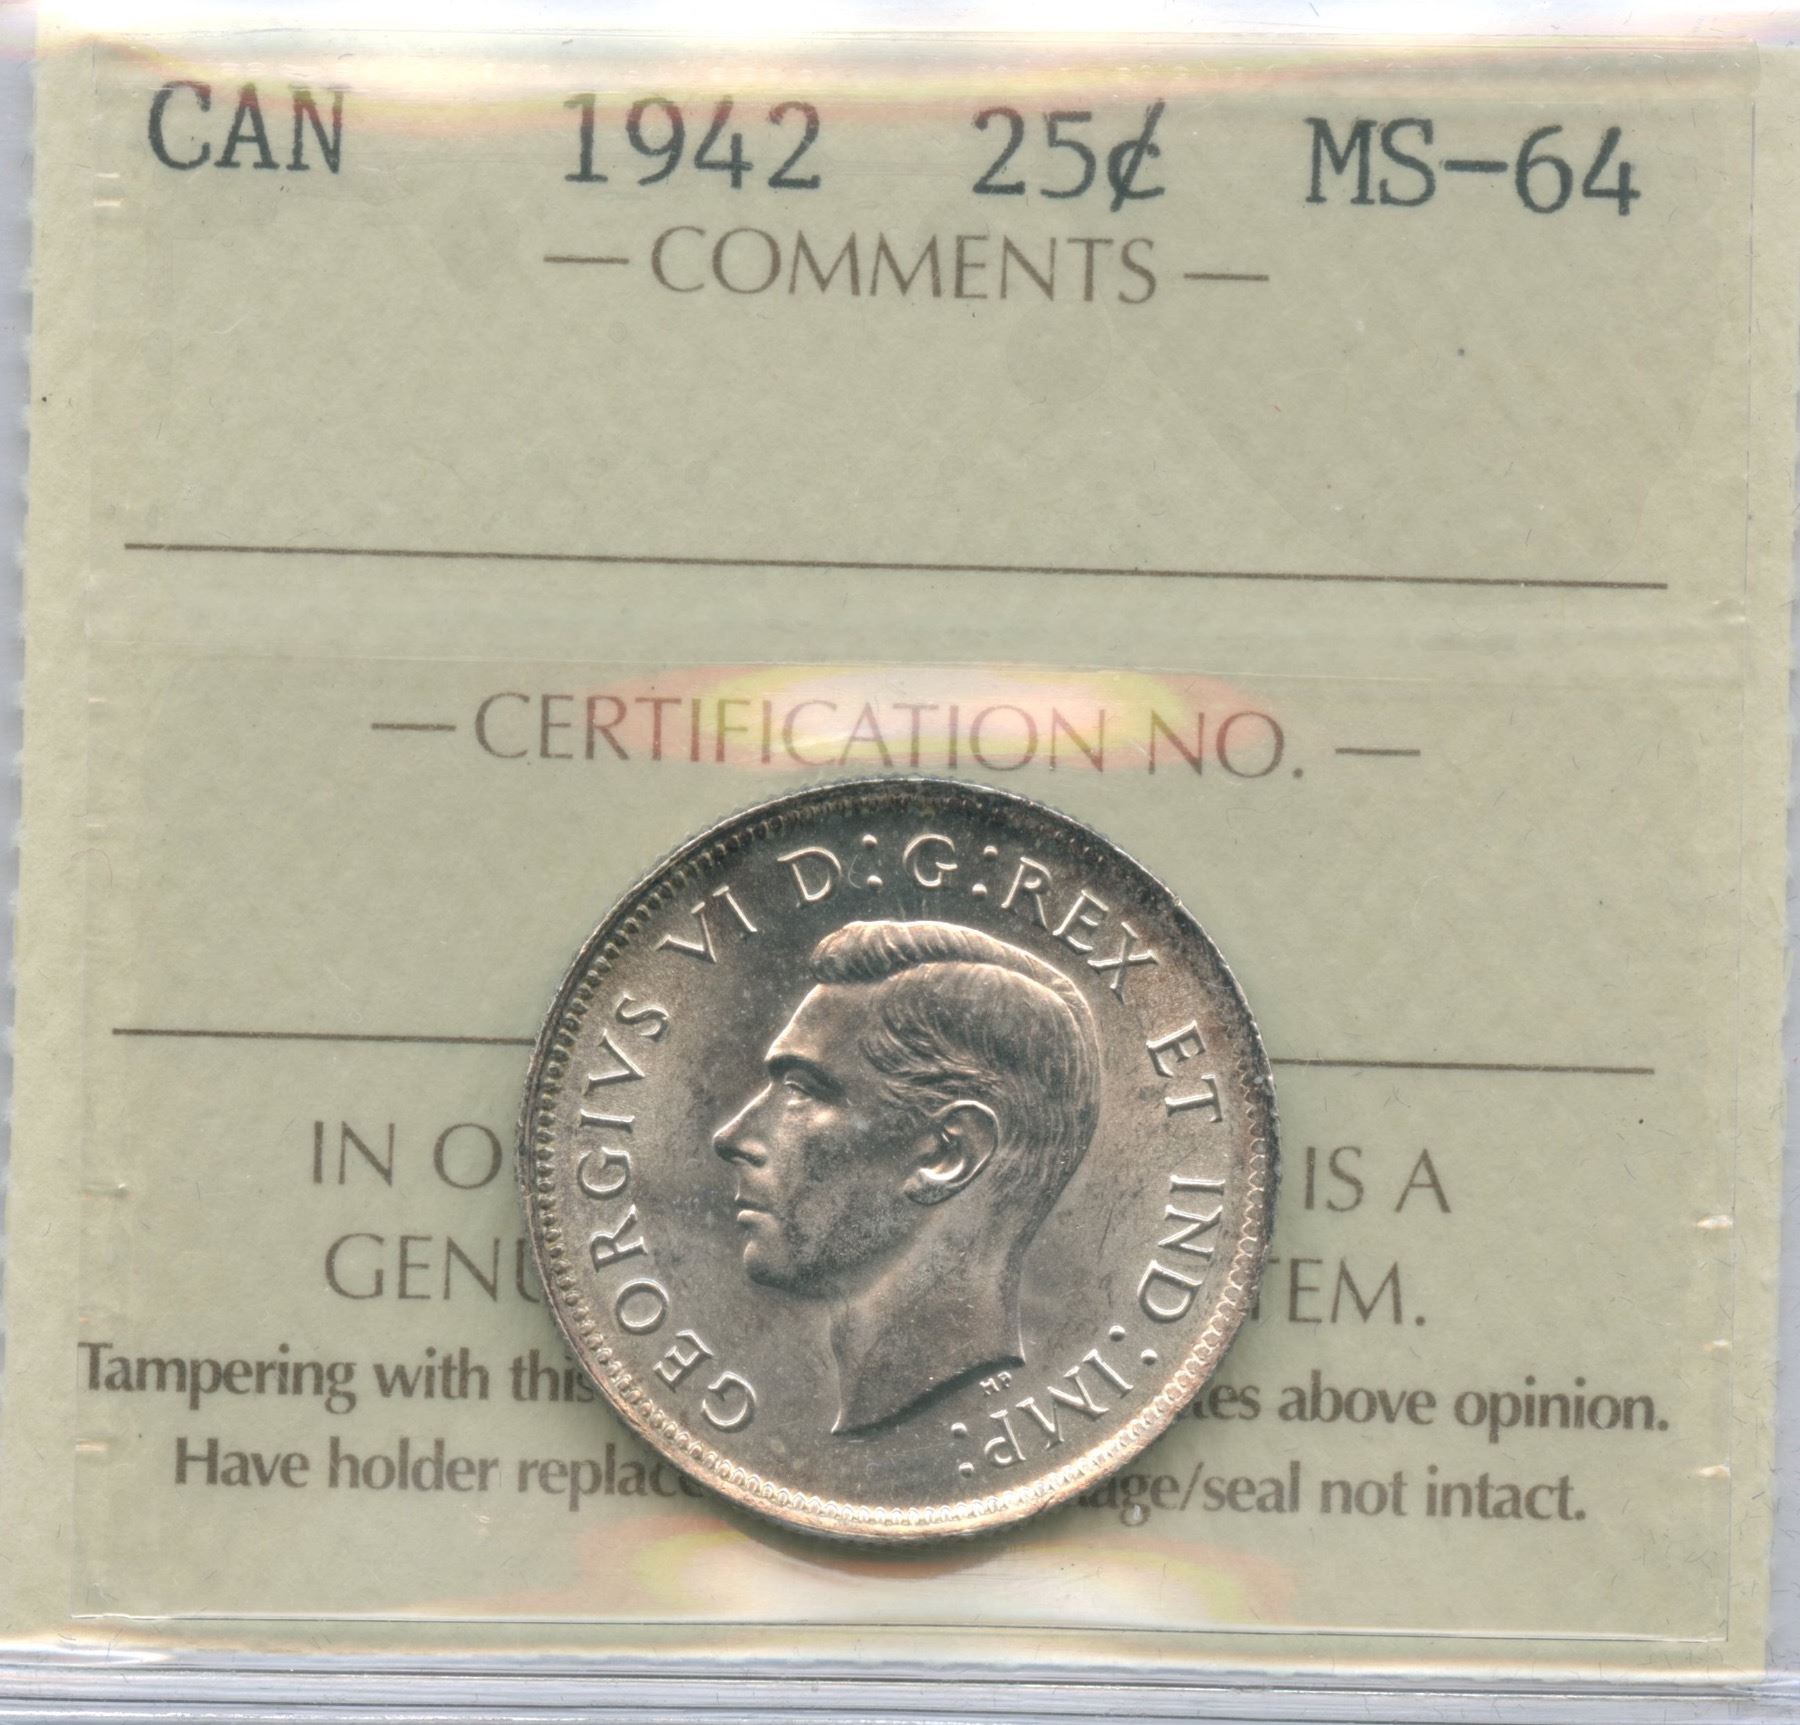 CAN 1942 25¢ MS-64
— COMMENTS —
— CERTIFICATION NO. —
GEORGIVS VI D:G:REX ET IND:IMP:
HP
IN O IS A
GENU TEM.
Tampering with this tes above opinion.
Have holder replac age/seal not intact.